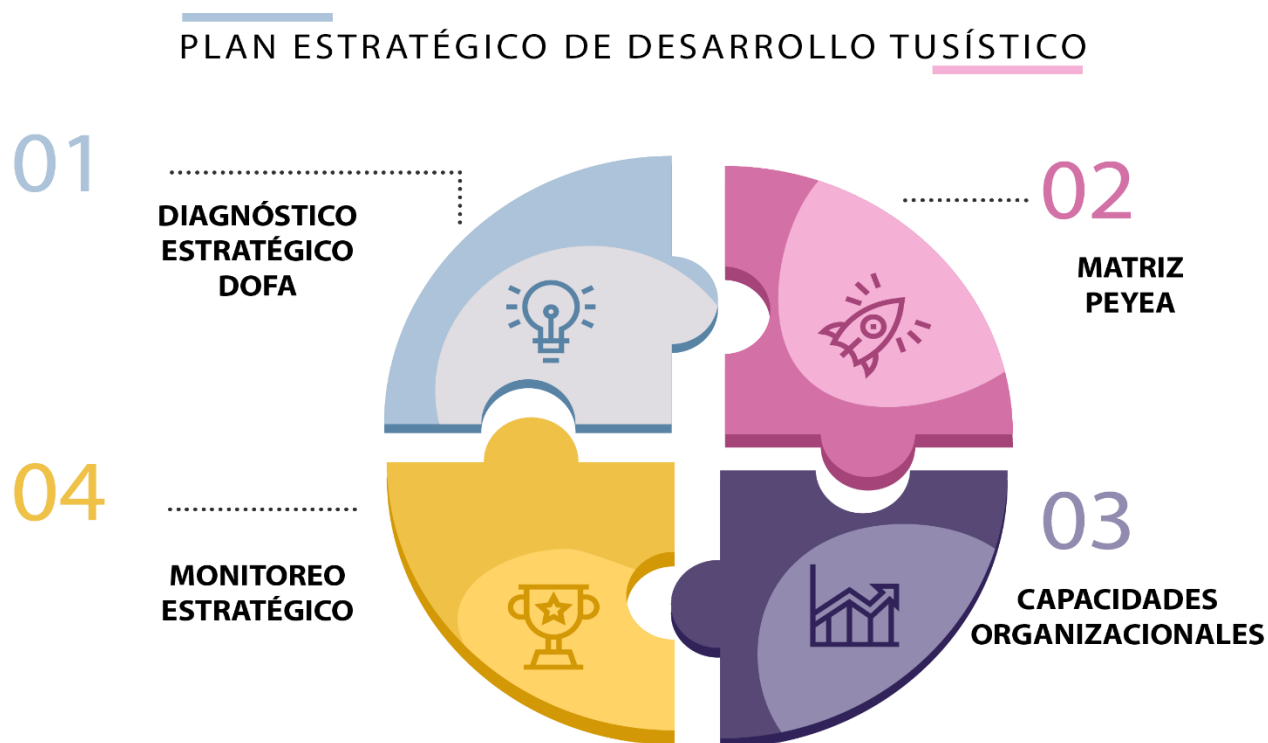 PLAN ESTRATÉGICO DE DESARROLLO TUSÍSTICO
01
DIAGNÓSTICO
ESTRATÉGICO
DOFA
02
MATRIZ
PEYEA
03
CAPACIDADES
ORGANIZACIONALES
04
MONITOREO
ESTRATÉGICO